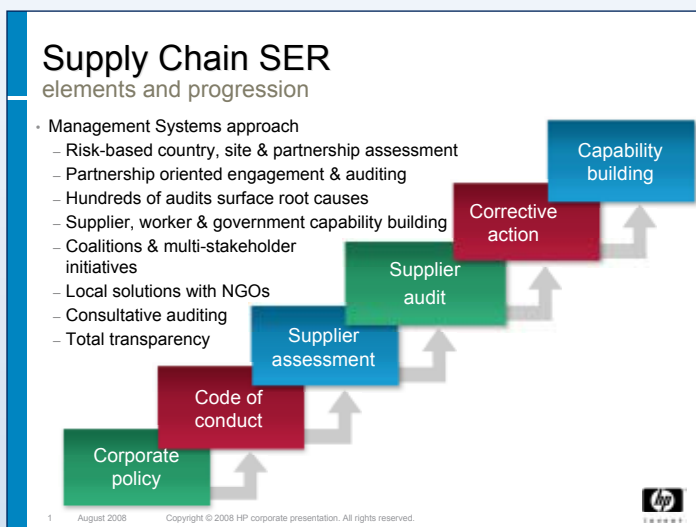 Supply Chain SER
elements and progression
• Management Systems approach
– Risk-based country, site & partnership assessment
– Partnership oriented engagement & auditing
– Hundreds of audits surface root causes
– Supplier, worker & government capability building
– Coalitions & multi-stakeholder
initiatives
– Local solutions with NGOs
– Consultative auditing
– Total transparency
Capability
building
Corrective
action
Supplier
audit
Supplier
assessment
Code of
conduct
Corporate
policy
1 August 2008 Copyright © 2008 HP corporate presentation. All rights reserved.
hp
invent